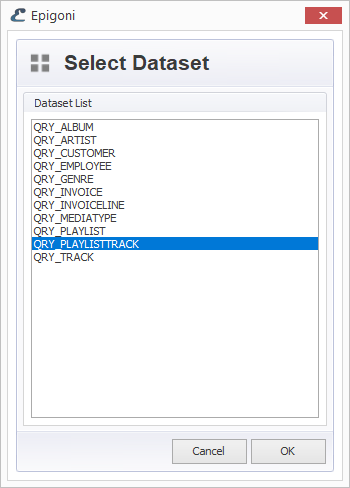 Epigoni
Select Dataset
Dataset List
QRY_ALBUM
QRY_ARTIST
QRY_CUSTOMER
QRY_EMPLOYEE
QRY_GENRE
QRY_INVOICE
QRY_INVOICELINE
QRY_MEDIATYPE
QRY_PLAYLIST
QRY_PLAYLISTTRACK
QRY_TRACK
Cancel OK